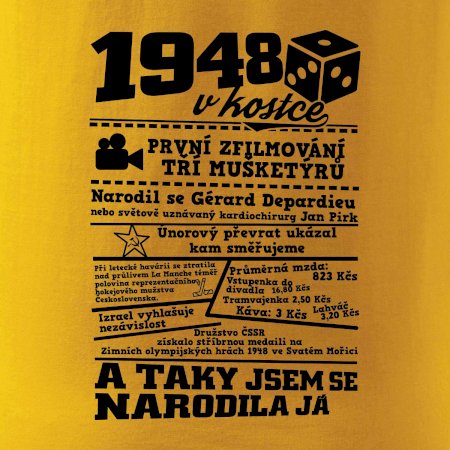 1948
v kostce
PRVNÍ ZFILMOVÁNÍ
TŘÍ MUŠKETÝRŮ
Narodil se Gérard Depardieu
nebo světově uznávaný kardiochirurg Jan Pirk
Únorový převrat ukázal
kam směřujeme
Při letecké havárii se ztratila
nad průlivem La Manche téměř
polovina reprezentačního
hokejového mužstva
Československa.
Průměrná mzda:
823 Kčs
Vstupenka do
divadla 16,80 Kčs
Tramvajenka 2,50 Kčs
Káva: 3 Kčs
Lahváč
3,20 Kčs
Izrael vyhlašuje
nezávislost
Družstvo ČSSR
získalo stříbrnou medaili na
Zimních olympijských hrách 1948 ve Svatém Mořici
A TAKY JSEM SE
NARODILA JÁ